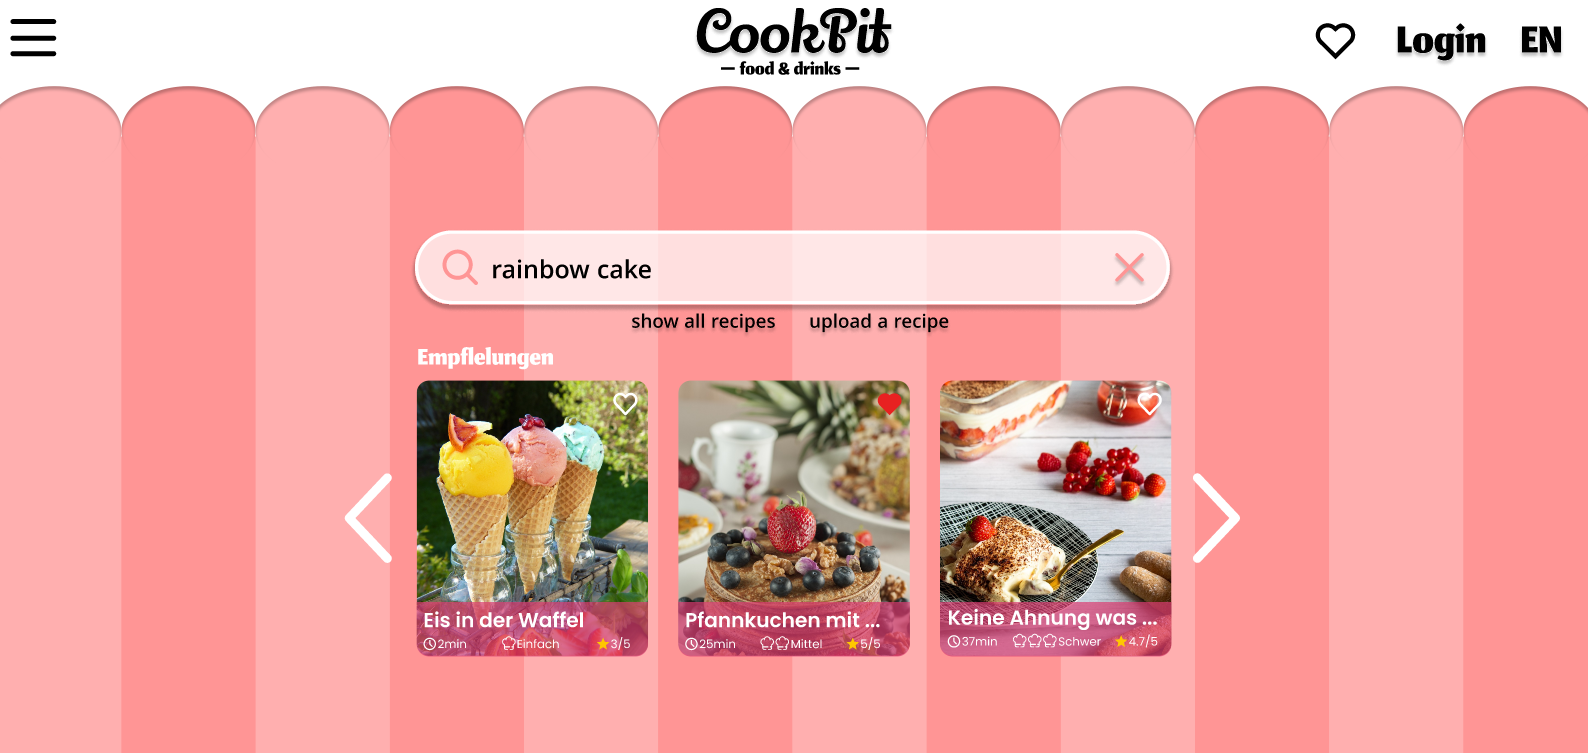 CookPit
food & drinks
Login EN
rainbow cake
show all recipes upload a recipe
Empflelungen
Eis in der Waffel
2min Einfach 3/5
Pfannkuchen mit ...
25min Mittel 5/5
Keine Ahnung was ...
37min Schwer 4.7/5